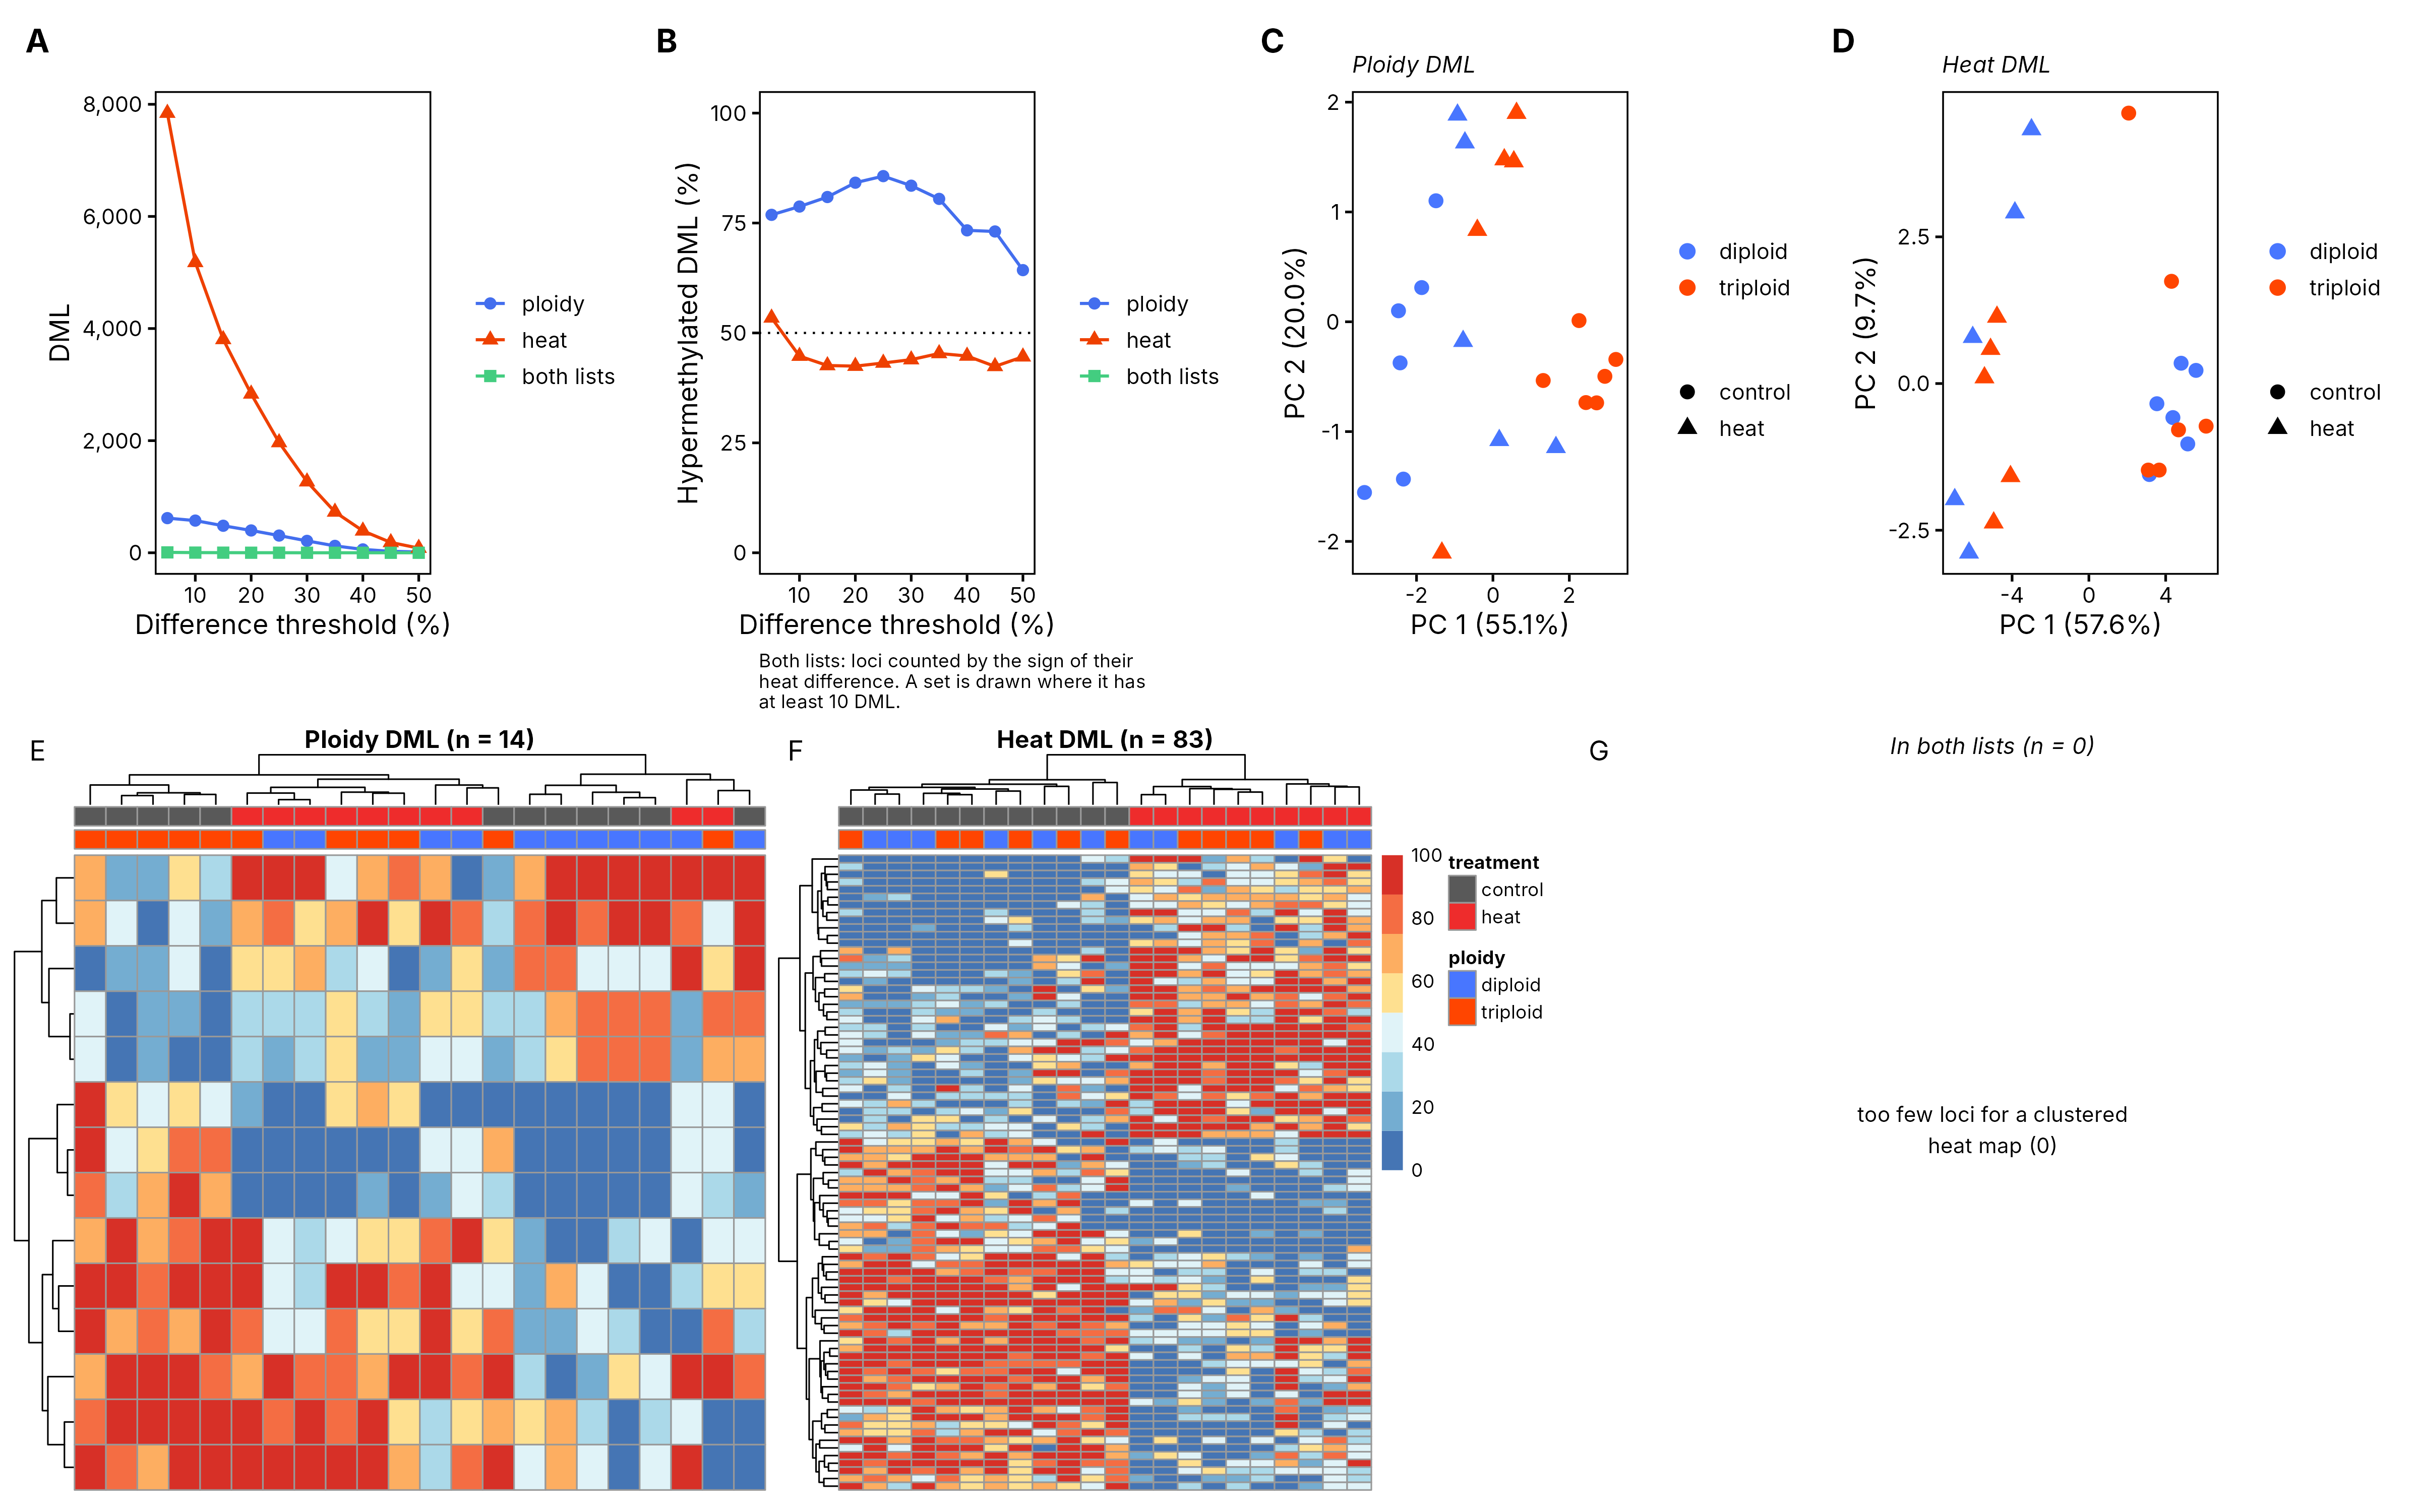 A
8,000
6,000
4,000
2,000
0
DML
10 20 30 40 50
Difference threshold (%)
ploidy
heat
both lists
B
100
75
50
25
0
Hypermethylated DML (%)
10 20 30 40 50
Difference threshold (%)
Both lists: loci counted by the sign of their
heat difference. A set is drawn where it has
at least 10 DML.
ploidy
heat
both lists
C
Ploidy DML
2
1
0
-1
-2
PC 2 (20.0%)
-2 0 2
PC 1 (55.1%)
diploid
triploid
control
heat
D
Heat DML
2.5
0.0
-2.5
PC 2 (9.7%)
-4 0 4
PC 1 (57.6%)
diploid
triploid
control
heat
E
Ploidy DML (n = 14)
F
Heat DML (n = 83)
100
80
60
40
20
0
treatment
control
heat
ploidy
diploid
triploid
G
In both lists (n = 0)
too few loci for a clustered
heat map (0)